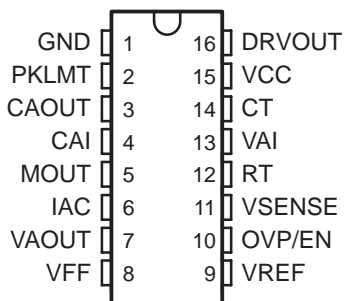 GND 1 16 DRVOUT
PKLMT 2 15 VCC
CAOUT 3 14 CT
CAI 4 13 VAI
MOUT 5 12 RT
IAC 6 11 VSENSE
VAOUT 7 10 OVP/EN
VFF 8 9 VREF